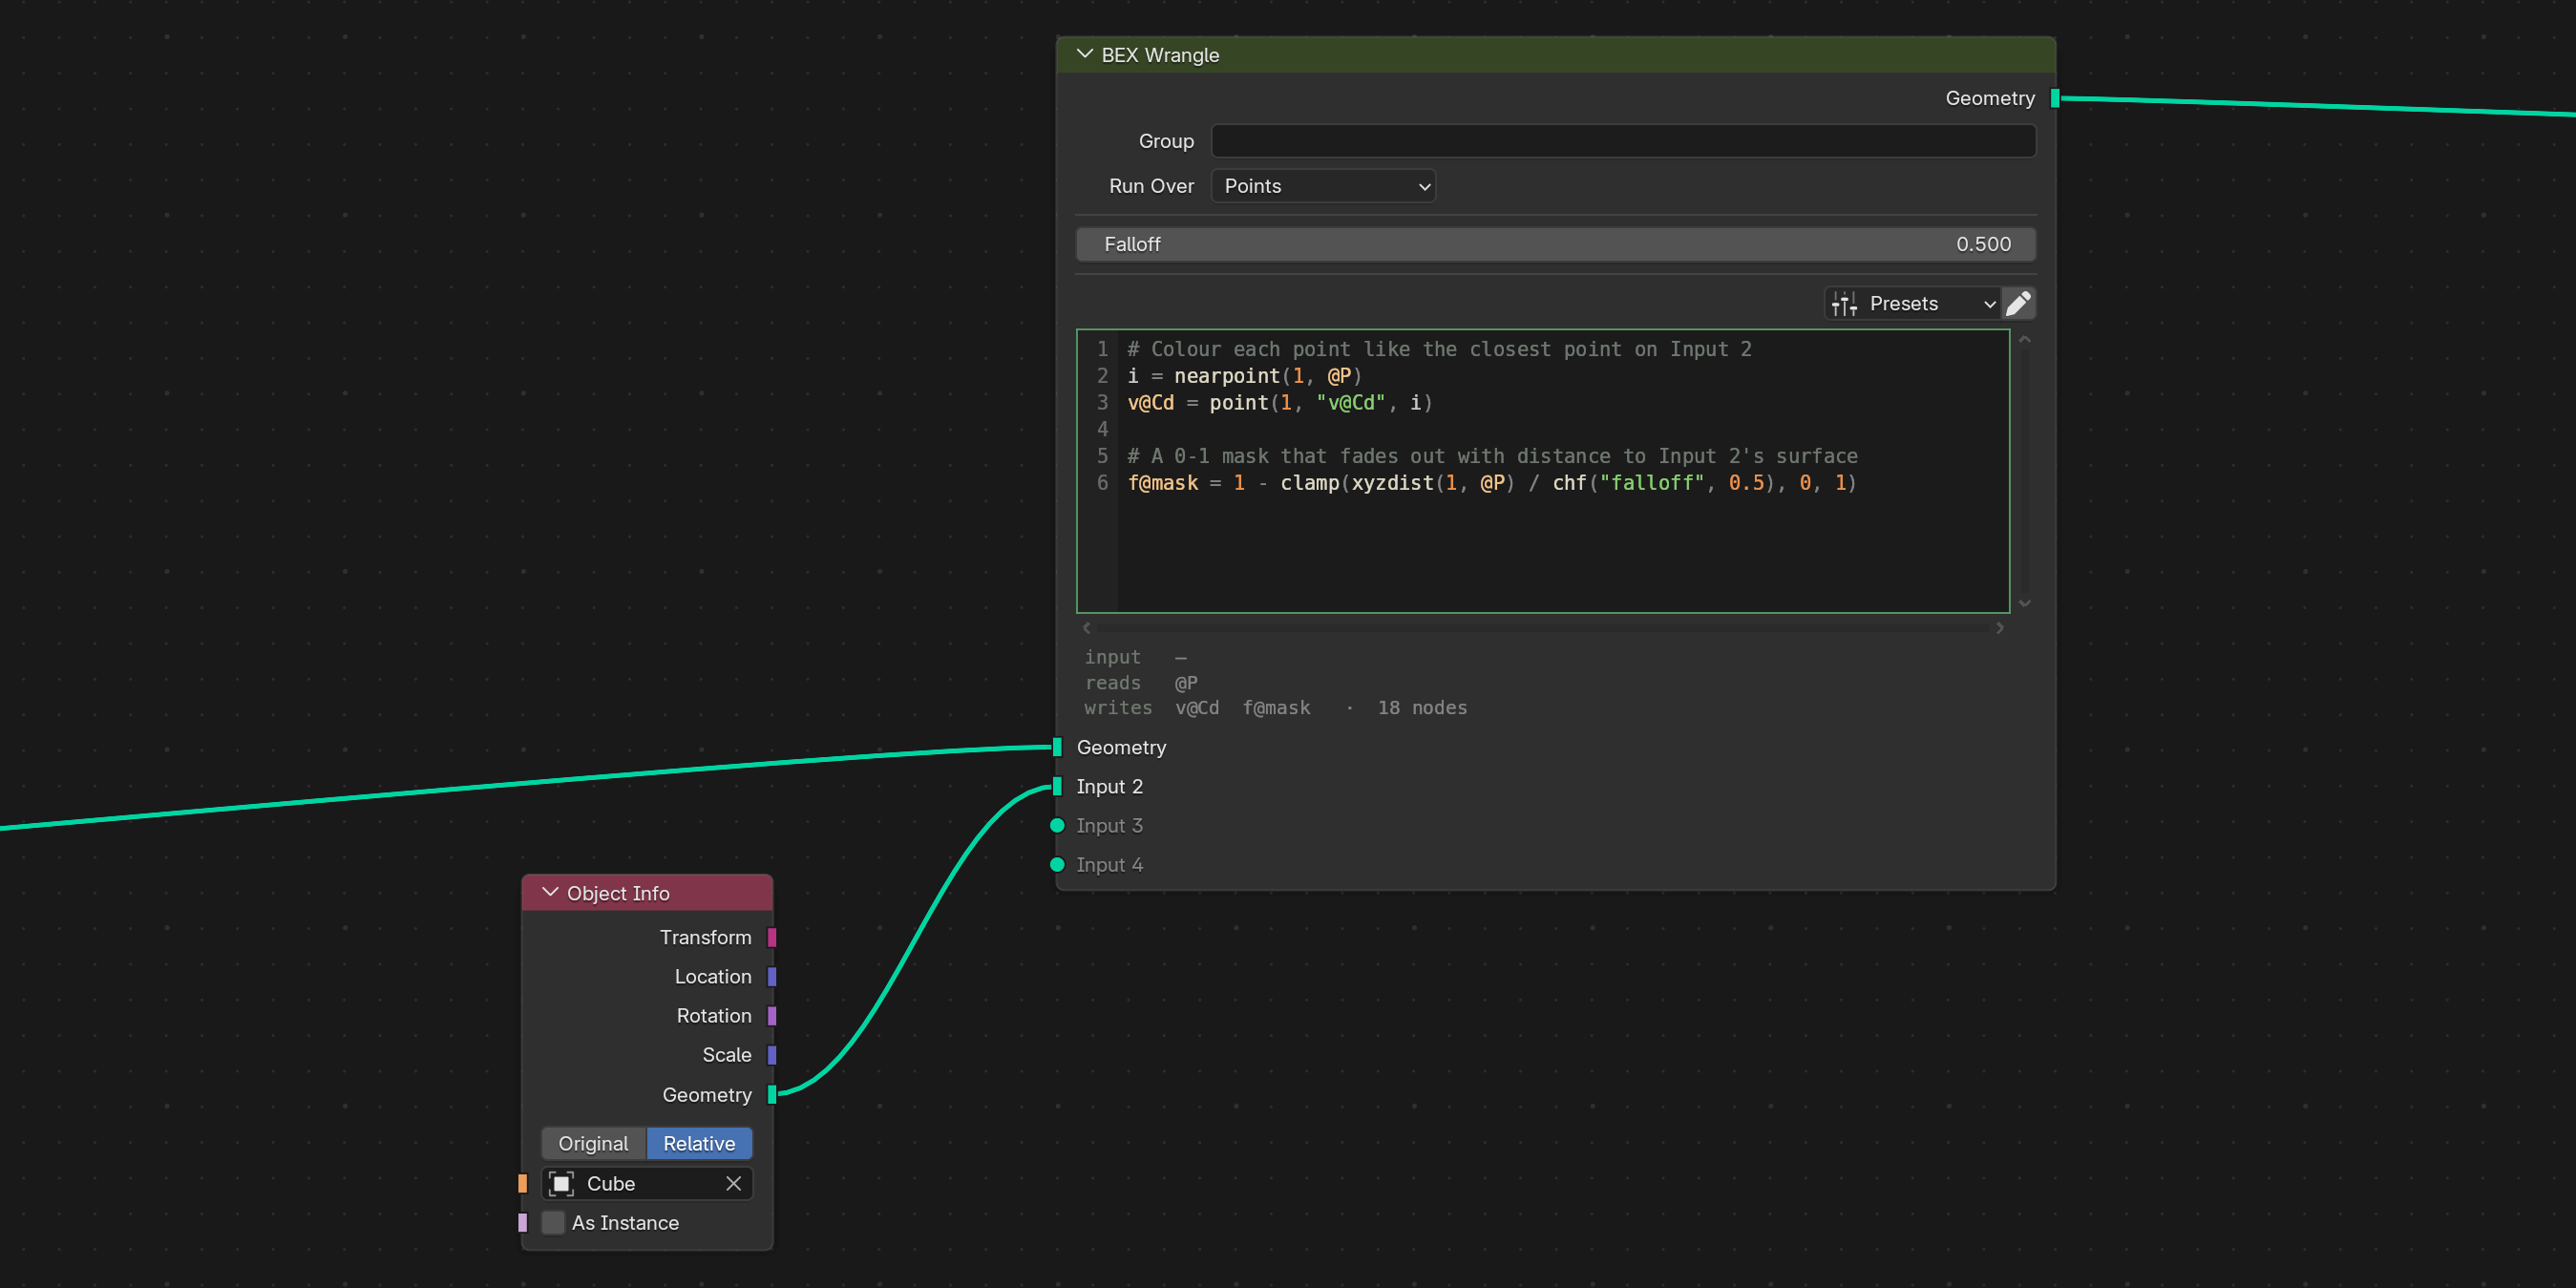 BEX Wrangle
Geometry
Group
Run Over Points
Falloff 0.500
Presets
1 # Colour each point like the closest point on Input 2
2 i = nearpoint(1, @P)
3 v@Cd = point(1, "v@Cd", i)
4
5 # A 0-1 mask that fades out with distance to Input 2's surface
6 f@mask = 1 - clamp(xyzdist(1, @P) / chf("falloff", 0.5), 0, 1)
input –
reads @P
writes v@Cd f@mask · 18 nodes
Geometry
Input 2
Input 3
Input 4
Object Info
Transform
Location
Rotation
Scale
Geometry
Original Relative
Cube
As Instance